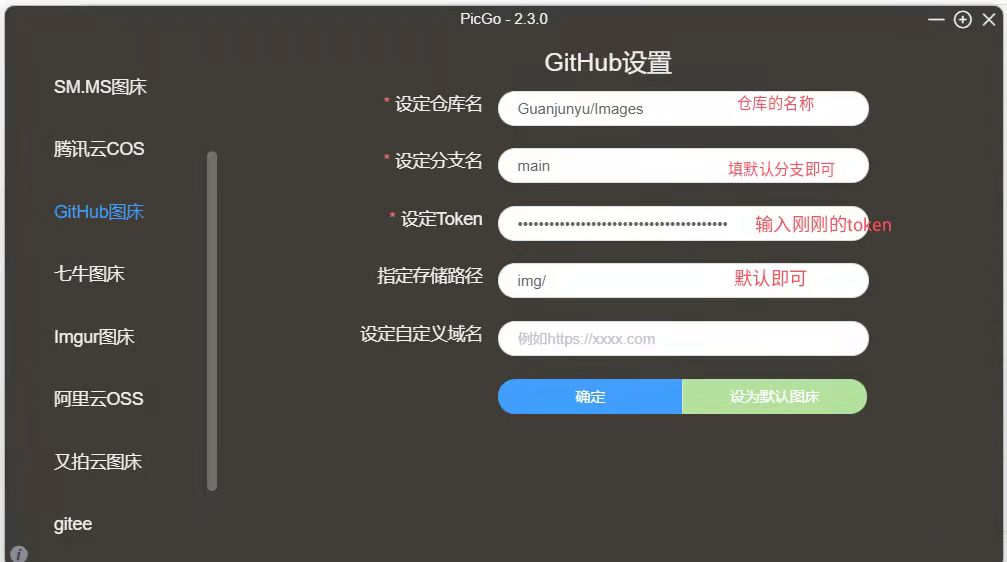 PicGo - 2.3.0
SM.MS图床
腾讯云COS
GitHub图床
七牛图床
Imgur图床
阿里云OSS
又拍云图床
gitee
GitHub设置
* 设定仓库名 Guanjunyu/Images 仓库的名称
* 设定分支名 main 填默认分支即可
* 设定Token •••••••••••••••••••••••••••••••••••••••• 输入刚刚的token
指定存储路径 img/ 默认即可
设定自定义域名 例如https://xxxx.com
确定 设为默认图床